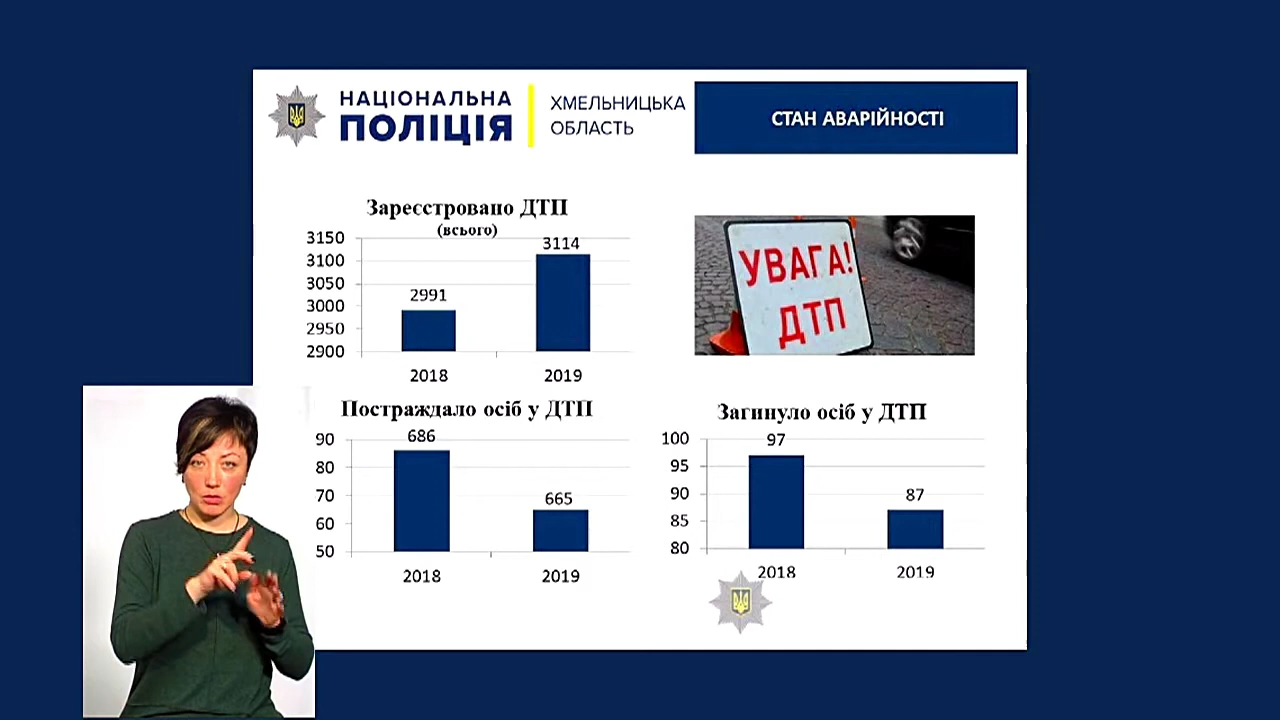 НАЦІОНАЛЬНА
ПОЛІЦІЯ
ХМЕЛЬНИЦЬКА
ОБЛАСТЬ
СТАН АВАРІЙНОСТІ
Зареєстровано ДТП
(всього)
3150
3100
3050
3000
2950
2900
2991
3114
2018
2019
УВАГА!
ДТП
Постраждало осіб у ДТП
90
80
70
60
50
686
665
2018
2019
Загинуло осіб у ДТП
100
95
90
85
80
97
87
2018
2019